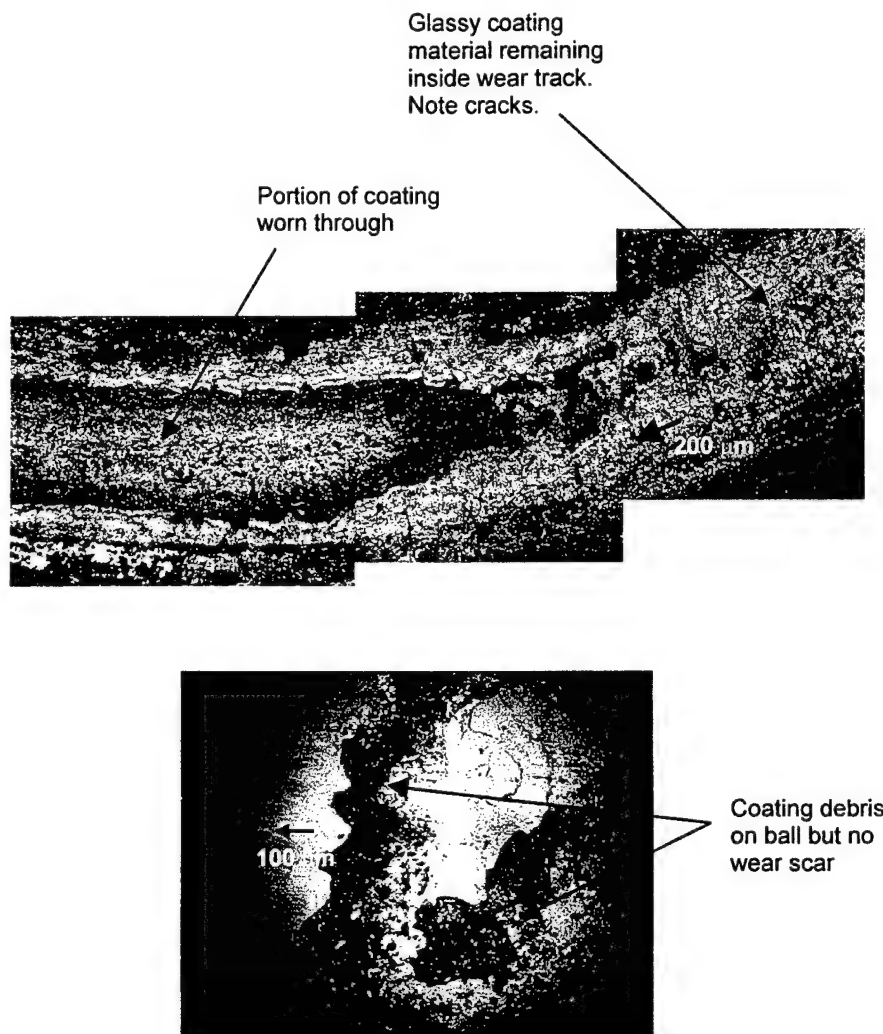 Glassy coating
material remaining
inside wear track.
Note cracks.
Portion of coating
worn through
200 µm
100 µm
Coating debris
on ball but no
wear scar